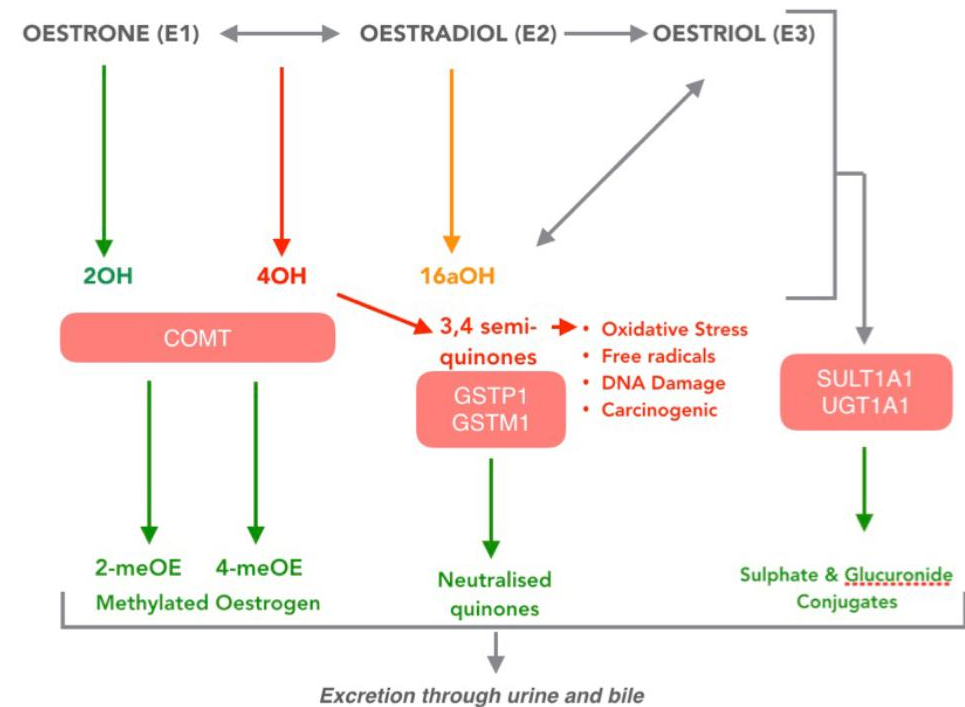 OESTRONE (E1) OESTRADIOL (E2) OESTRIOL (E3)
2OH 4OH 16aOH
COMT
3,4 semi-
quinones
• Oxidative Stress
• Free radicals
• DNA Damage
• Carcinogenic
GSTP1
GSTM1
SULT1A1
UGT1A1
2-meOE 4-meOE
Methylated Oestrogen
Neutralised
quinones
Sulphate & Glucuronide
Conjugates
Excretion through urine and bile